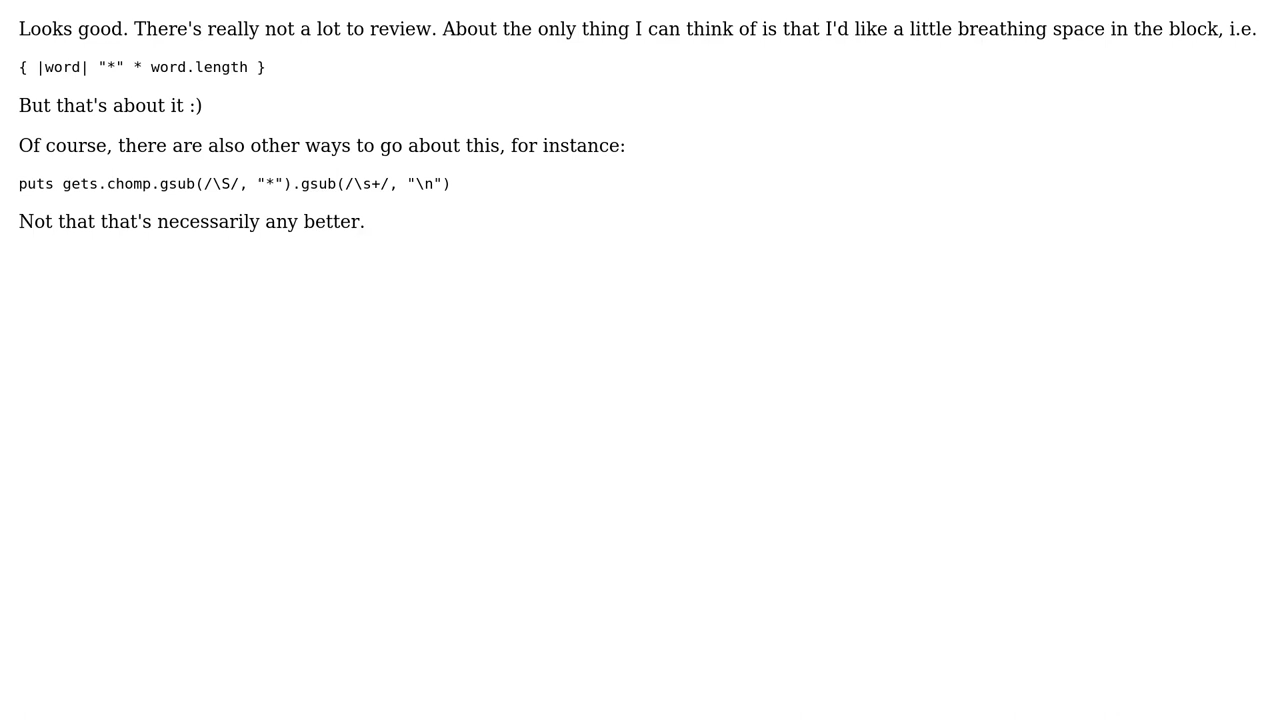 Looks good. There's really not a lot to review. About the only thing I can think of is that I'd like a little breathing space in the block, i.e.
{ |word| "*" * word.length }
But that's about it :)
Of course, there are also other ways to go about this, for instance:
puts gets.chomp.gsub(/\S/, "*").gsub(/\s+/, "\n")
Not that that's necessarily any better.